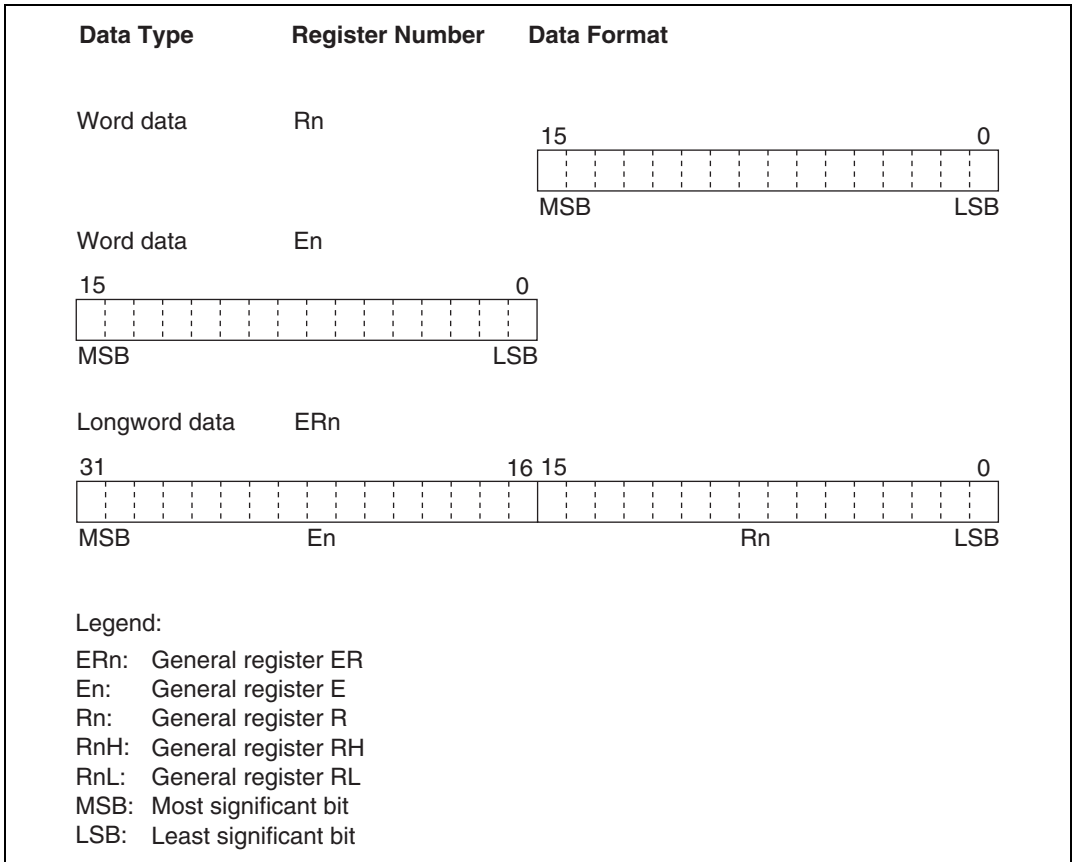 Data Type Register Number Data Format
Word data Rn
15 0
MSB LSB
Word data En
15 0
MSB LSB
Longword data ERn
31 16 15 0
MSB En Rn LSB
Legend:
ERn: General register ER
En: General register E
Rn: General register R
RnH: General register RH
RnL: General register RL
MSB: Most significant bit
LSB: Least significant bit